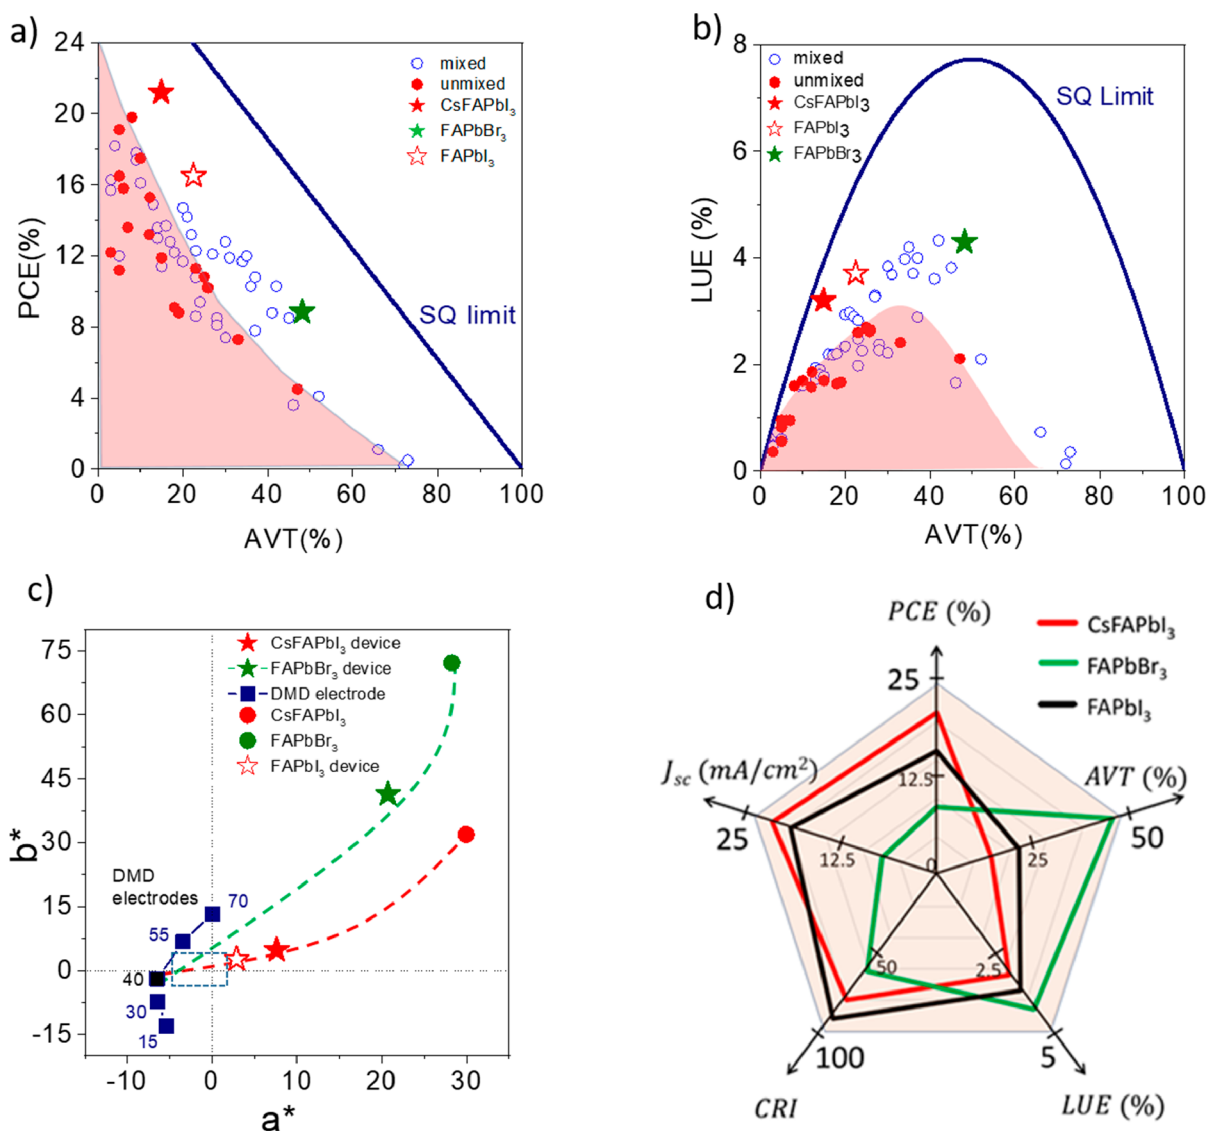 a)
24
20
16
12
8
4
0
PCE(%)
mixed
unmixed
CsFAPbI3
FAPbBr3
FAPbI3
SQ limit
0
20
40
60
80
100
AVT(%)
b)
8
6
4
2
0
LUE (%)
mixed
unmixed
CsFAPbI3
FAPbI3
FAPbBr3
SQ Limit
0
20
40
60
80
100
AVT(%)
c)
75
60
45
30
15
0
-15
b*
CsFAPbI3 device
FAPbBr3 device
DMD electrode
CsFAPbI3
FAPbBr3
FAPbI3 device
DMD
electrodes
70
55
40
30
15
-10
0
10
20
30
a*
d)
PCE (%)
CsFAPbI3
FAPbBr3
FAPbI3
25
Jsc (mA/cm2)
AVT (%)
12.5
25
12.5
0
25
50
50
2.5
100
5
CRI
LUE (%)